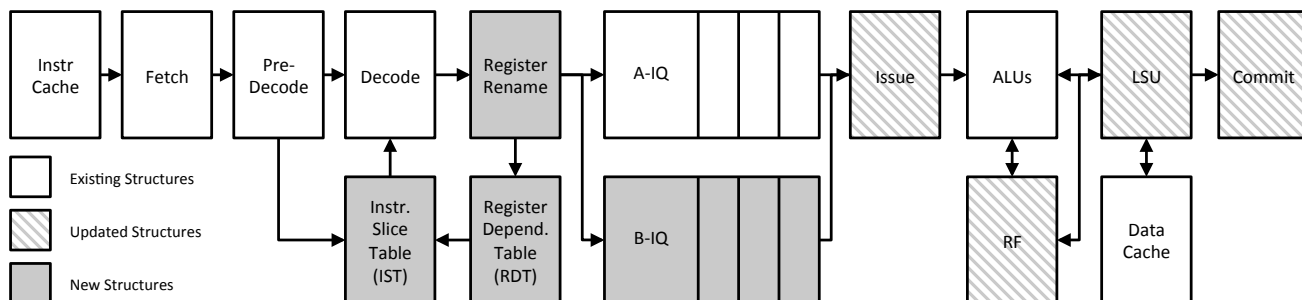 Instr
Cache
Fetch
Pre-
Decode
Decode
Register
Rename
A-IQ
Issue
ALUs
LSU
Commit
Existing Structures
Updated Structures
New Structures
Instr.
Slice
Table
(IST)
Register
Depend.
Table
(RDT)
B-IQ
RF
Data
Cache